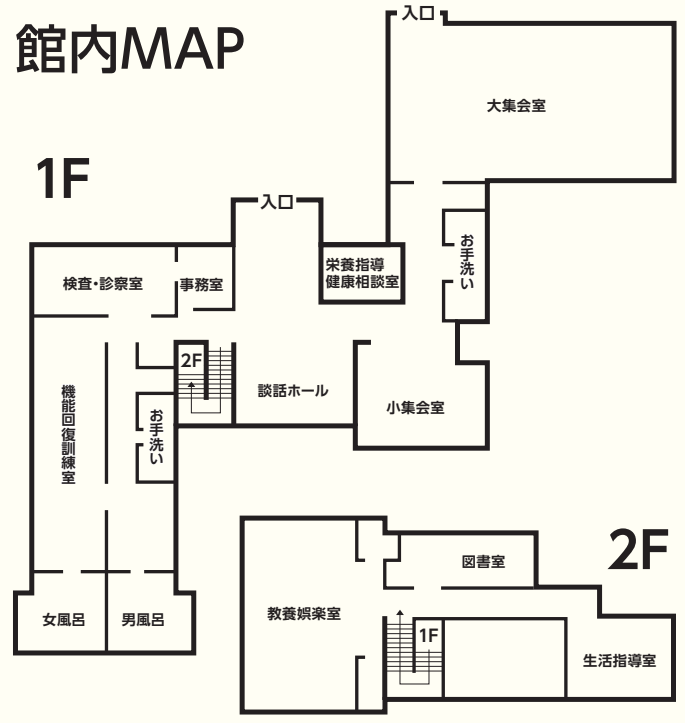 館内MAP
入口
大集会室
1F
入口
お手洗い
栄養指導
健康相談室
検査・診察室
事務室
2F
談話ホール
小集会室
機能回復訓練室
お手洗い
女風呂
男風呂
2F
図書室
教養娯楽室
1F
生活指導室